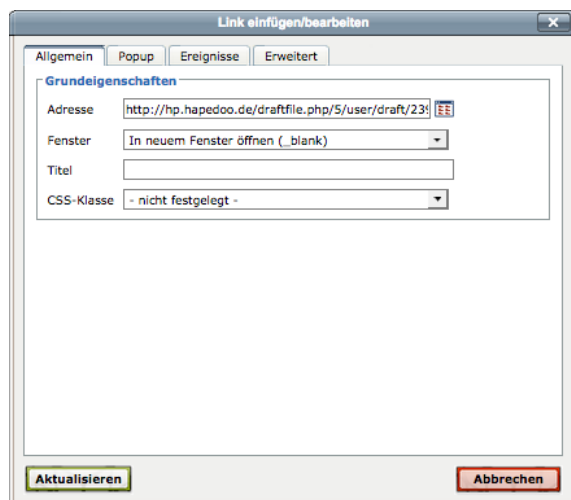 Link einfügen/bearbeiten
Allgemein Popup Ereignisse Erweitert
Grundeigenschaften
Adresse http://hp.hapedoo.de/draftfile.php/5/user/draft/239
Fenster In neuem Fenster öffnen (_blank)
Titel
CSS-Klasse - nicht festgelegt -
Aktualisieren Abbrechen